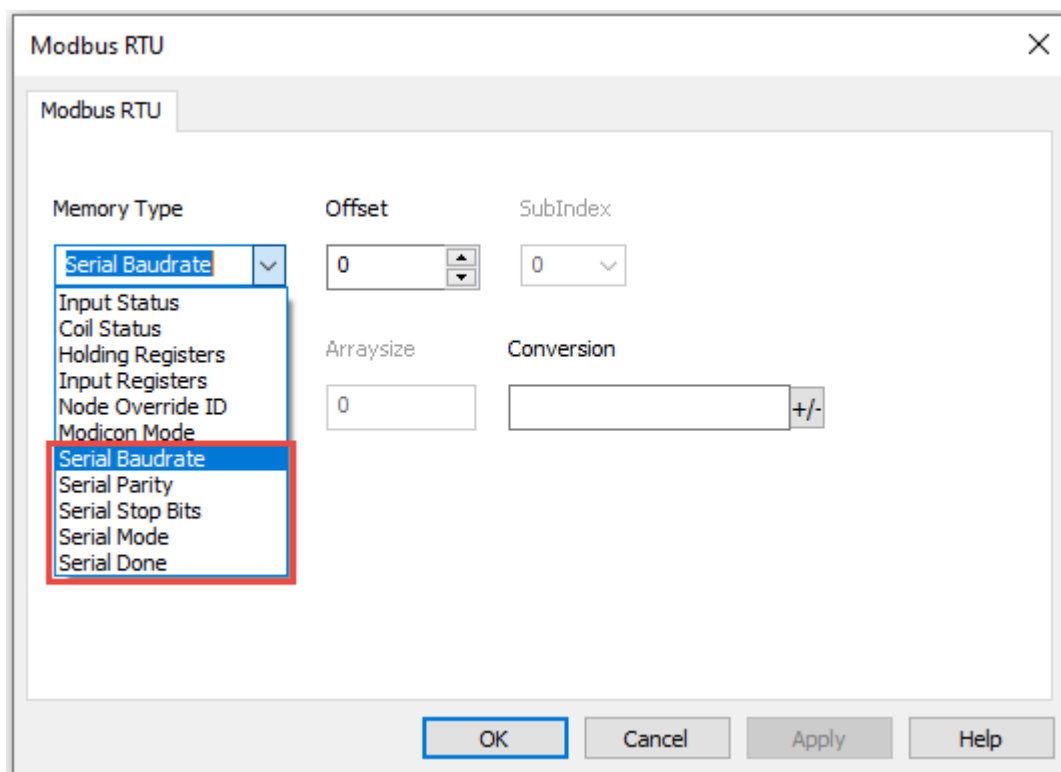 Modbus RTU
Modbus RTU
Memory Type Offset SubIndex
Serial Baudrate 0 0
Input Status
Coil Status
Holding Registers
Arraysize Conversion
Input Registers
Node Override ID
0 +/-
Modicon Mode
Serial Baudrate
Serial Parity
Serial Stop Bits
Serial Mode
Serial Done
OK Cancel Apply Help